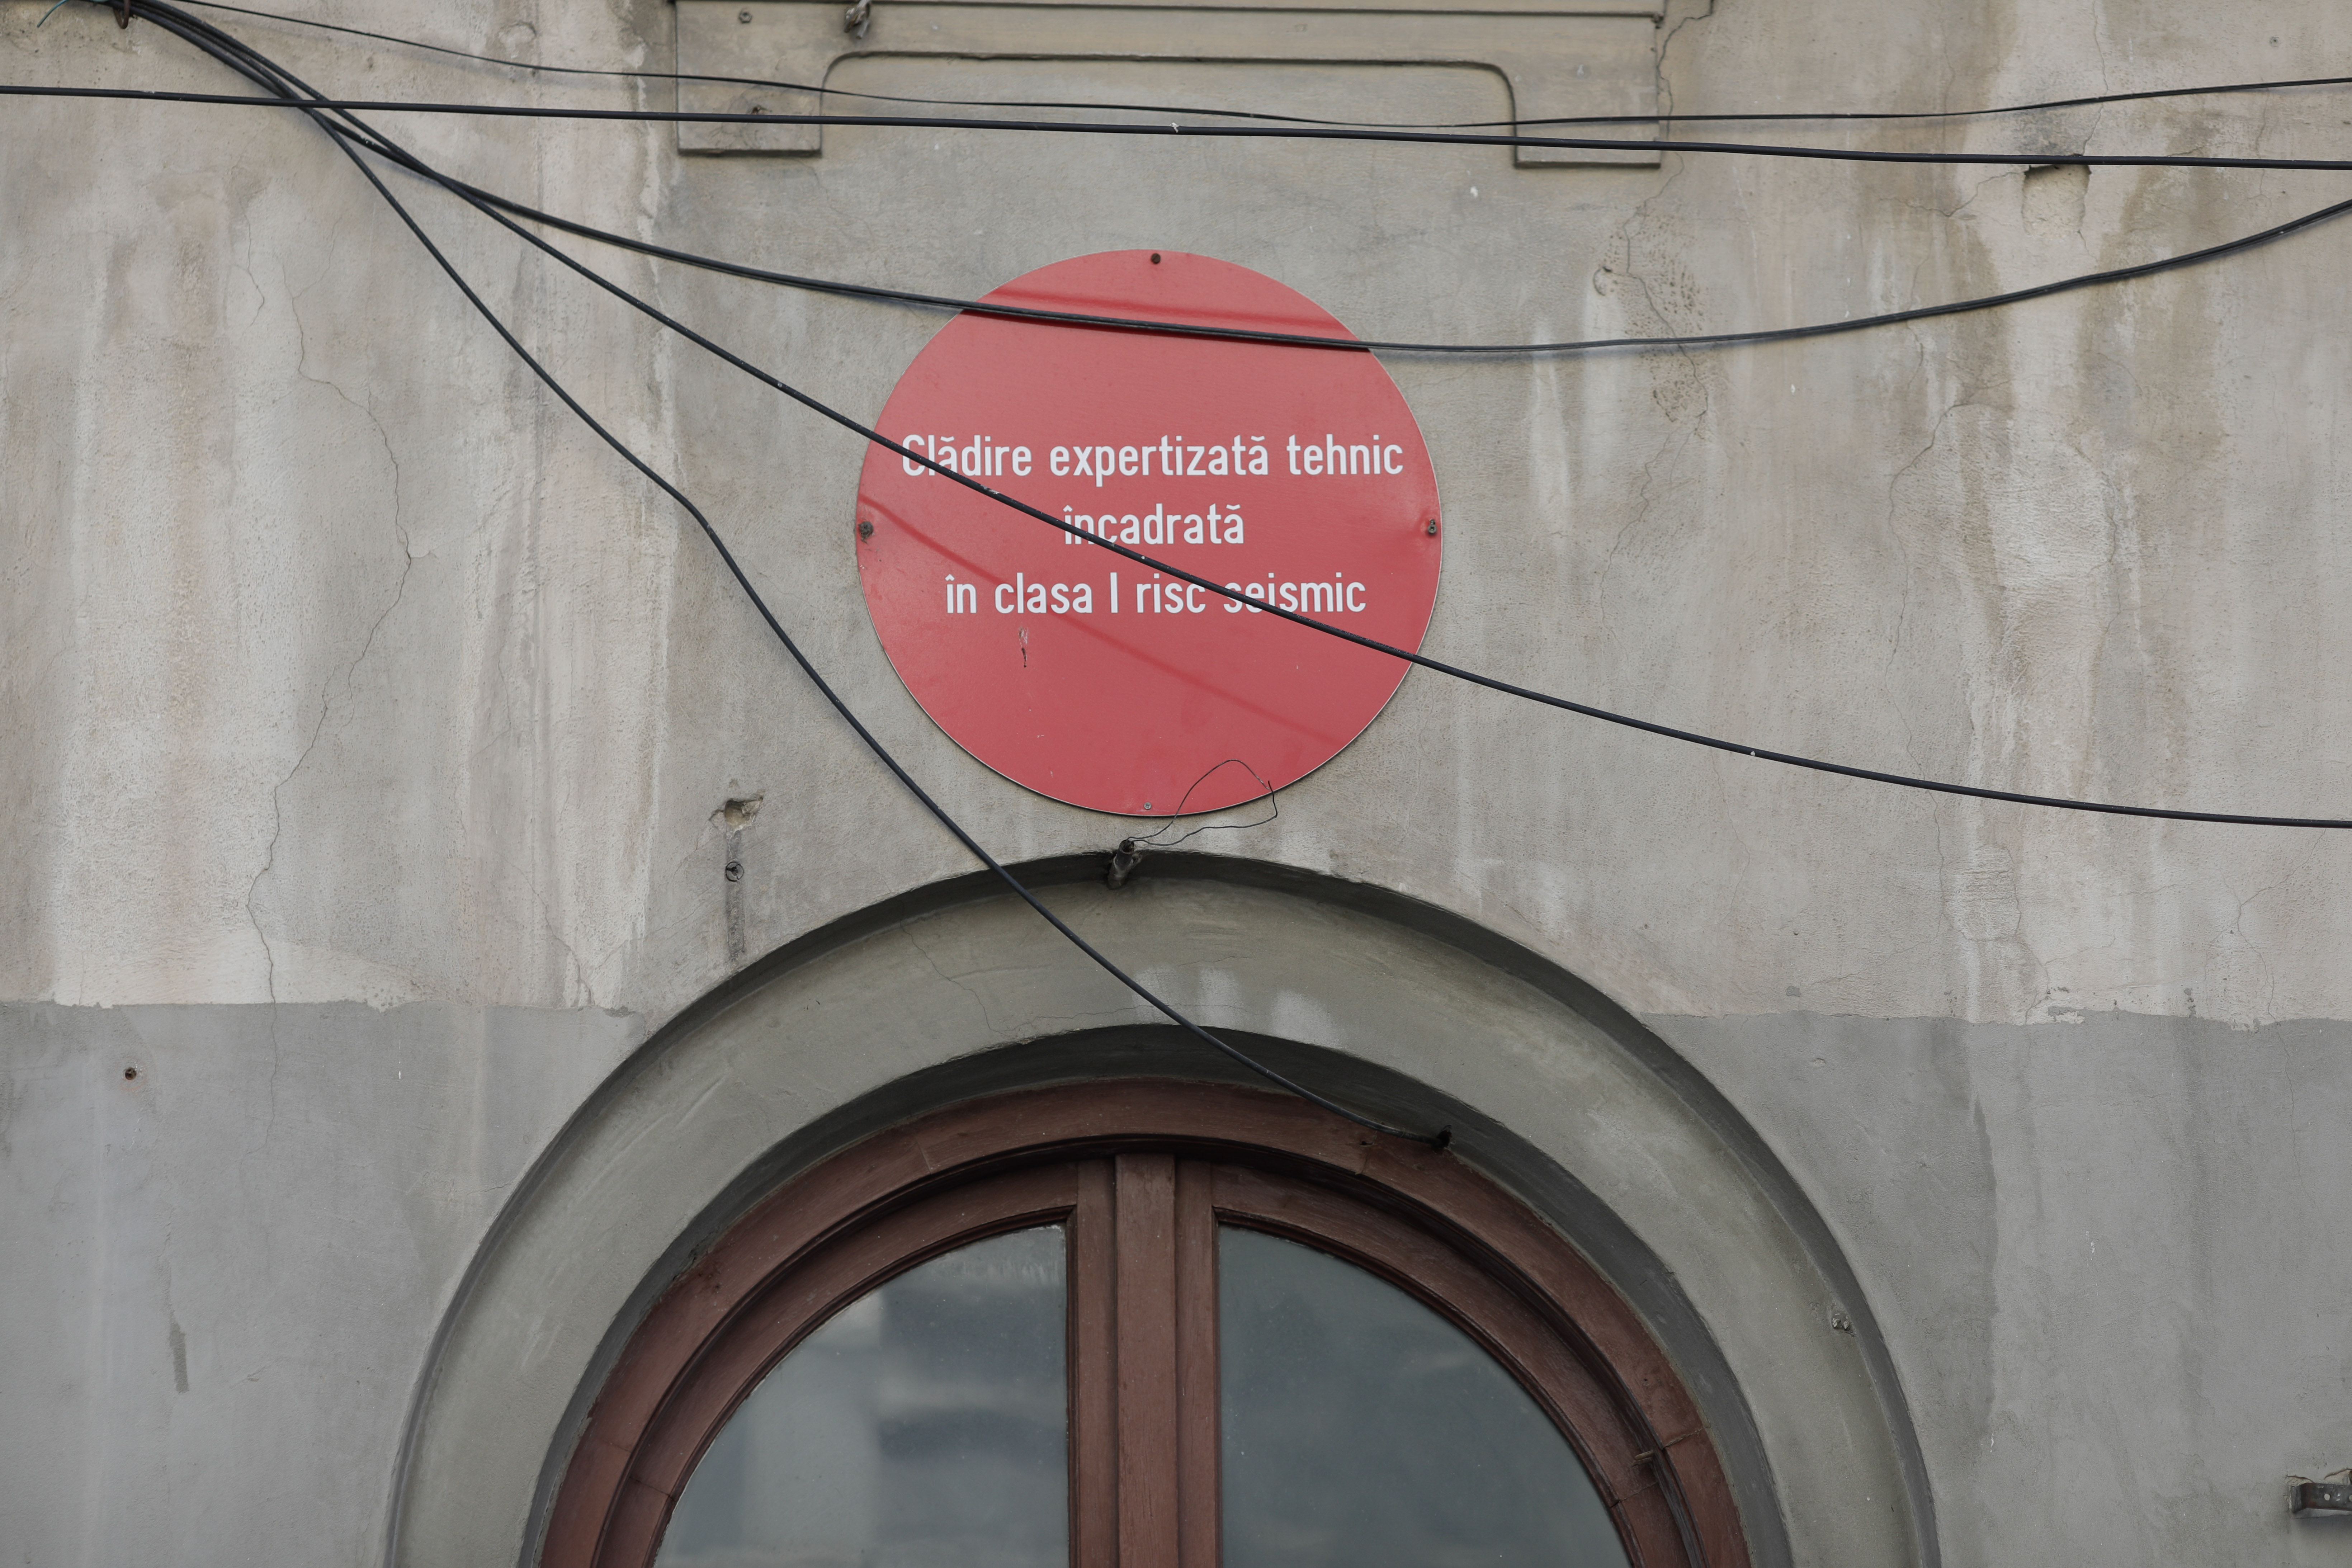 Clădire expertizată tehnic
încadrată
în clasa I risc seismic